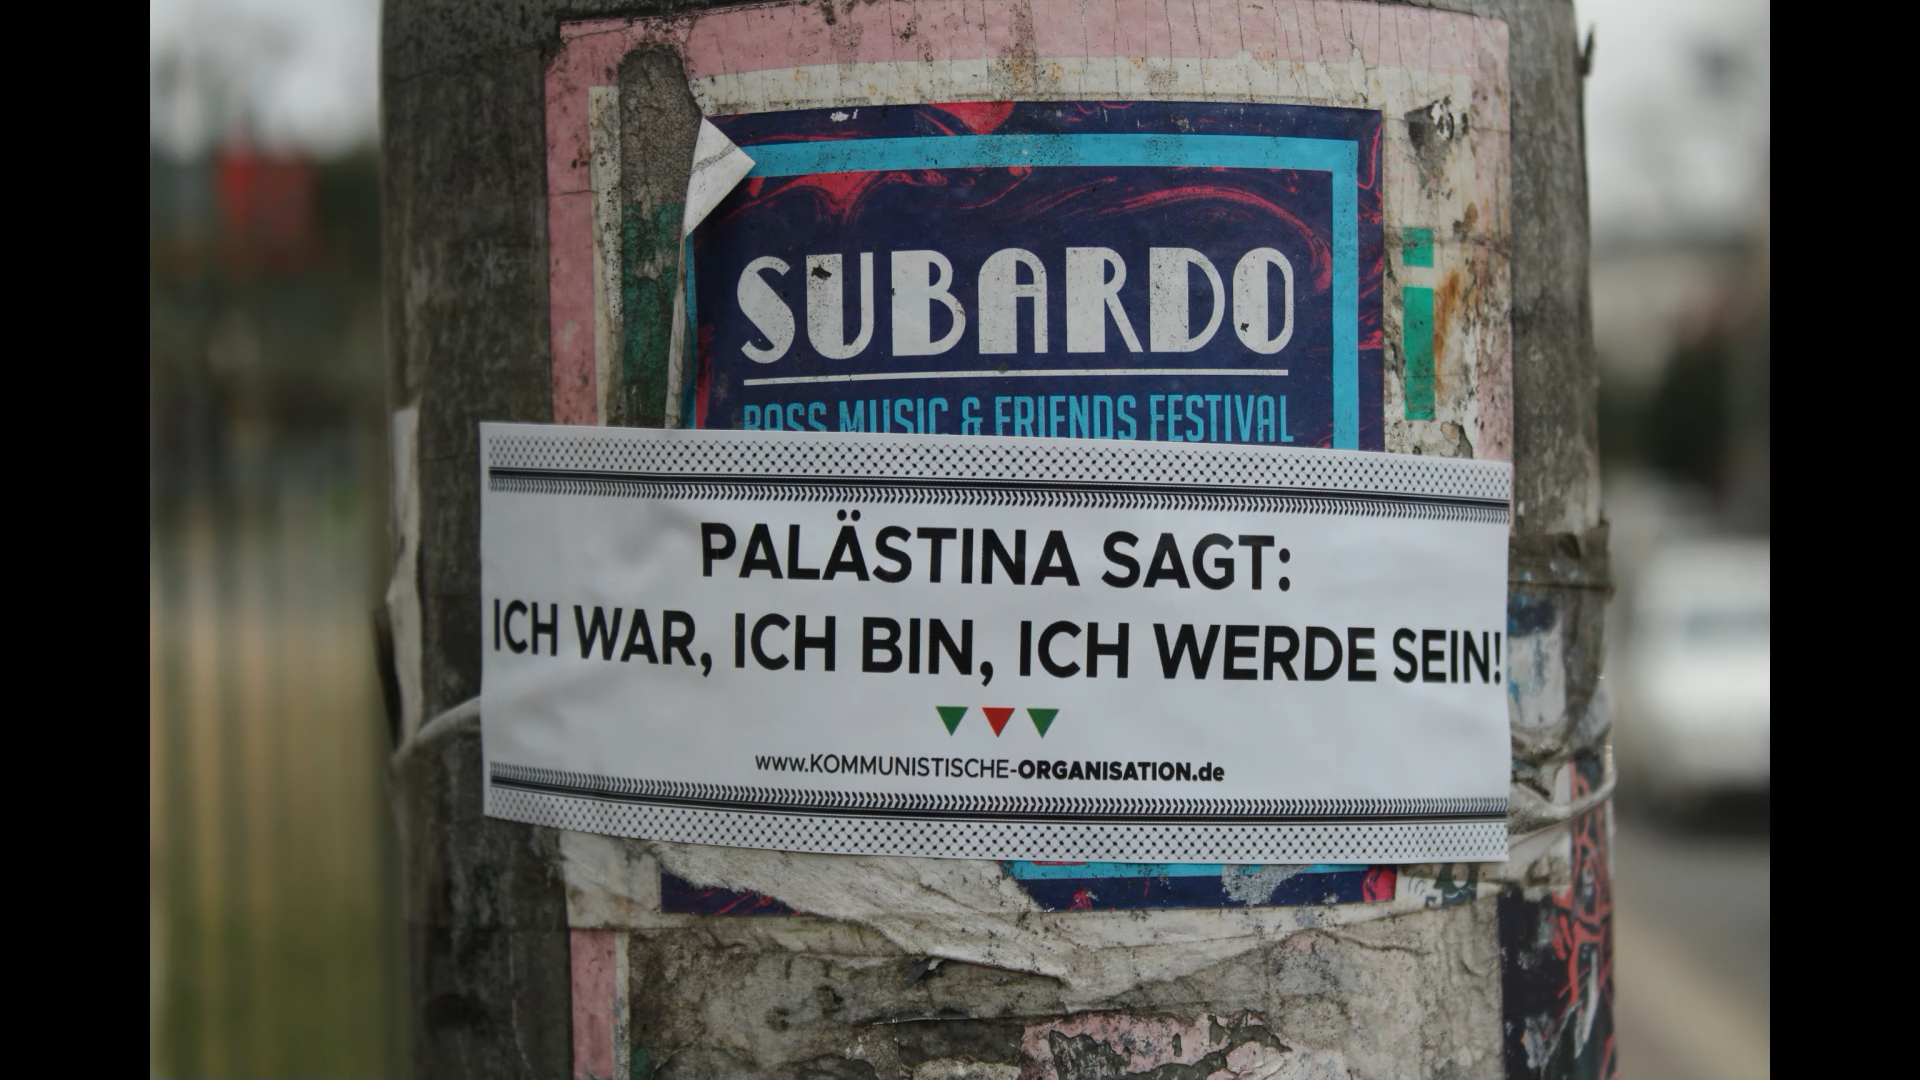 SUBARDO
BASS MUSIC & FRIENDS FESTIVAL
PALÄSTINA SAGT:
ICH WAR, ICH BIN, ICH WERDE SEIN!
www.KOMMUNISTISCHE-ORGANISATION.de